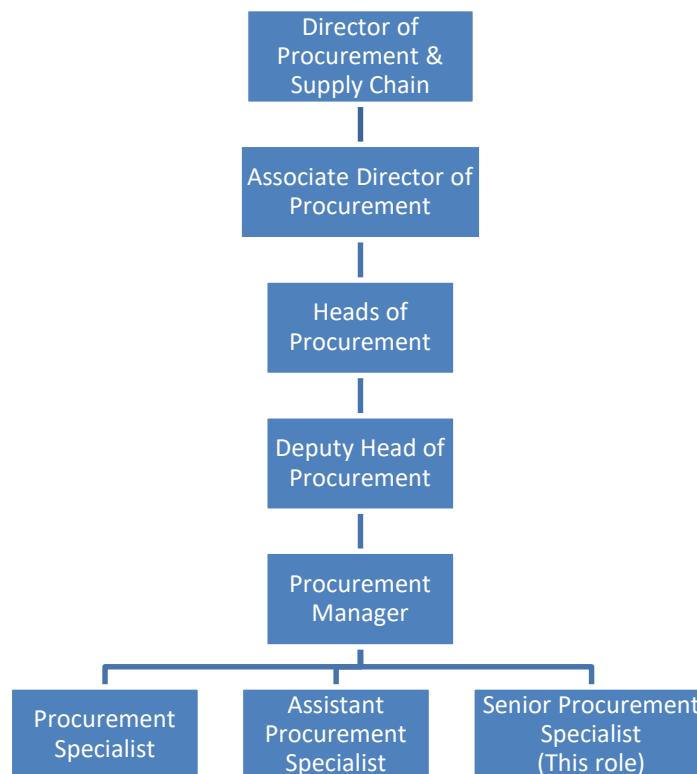 Director of
Procurement &
Supply Chain
Associate Director of
Procurement
Heads of
Procurement
Deputy Head of
Procurement
Procurement
Manager
Procurement
Specialist
Assistant
Procurement
Specialist
Senior Procurement
Specialist
(This role)